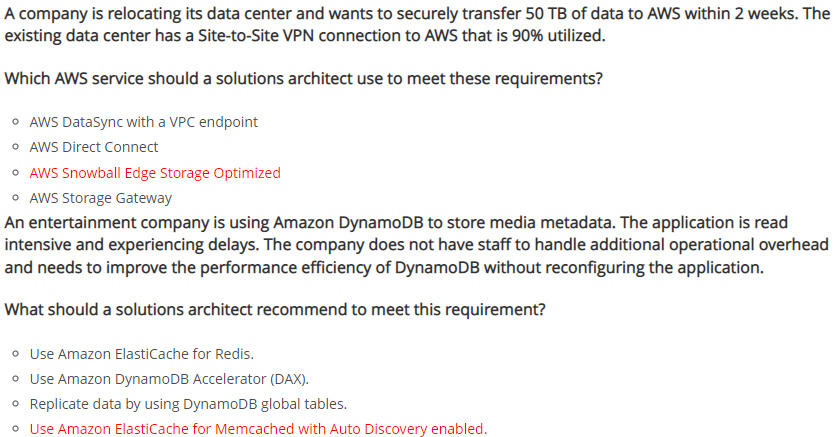 A company is relocating its data center and wants to securely transfer 50 TB of data to AWS within 2 weeks. The
existing data center has a Site-to-Site VPN connection to AWS that is 90% utilized.
Which AWS service should a solutions architect use to meet these requirements?
AWS DataSync with a VPC endpoint
AWS Direct Connect
AWS Snowball Edge Storage Optimized
AWS Storage Gateway
An entertainment company is using Amazon DynamoDB to store media metadata. The application is read
intensive and experiencing delays. The company does not have staff to handle additional operational overhead
and needs to improve the performance efficiency of DynamoDB without reconfiguring the application.
What should a solutions architect recommend to meet this requirement?
Use Amazon ElastiCache for Redis.
Use Amazon DynamoDB Accelerator (DAX).
Replicate data by using DynamoDB global tables.
Use Amazon ElastiCache for Memcached with Auto Discovery enabled.